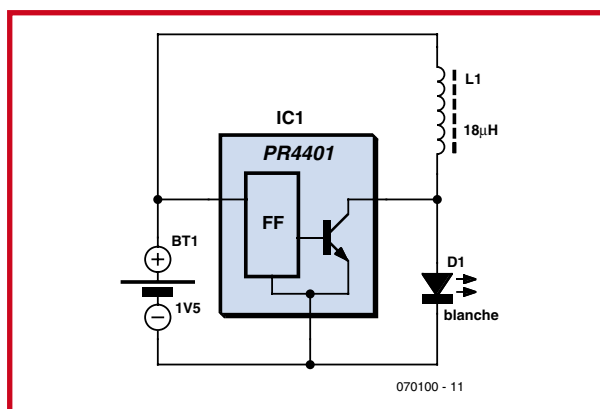 L1
18µH
IC1
PR4401
FF
BT1
+
1V5
−
D1
blanche
070100 - 11